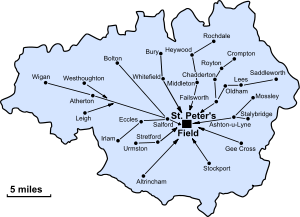 Rochdale
Bury
Heywood
Crompton
Bolton
Royton
Whitefield
Middleton
Chadderton
Lees
Saddleworth
Wigan
Westhoughton
Oldham
Atherton
Failsworth
Mossley
Leigh
Eccles
Salford
St. Peter's
Field
Stalybridge
Ashton-u-Lyne
Irlam
Stretford
Urmston
Gee Cross
Stockport
Altrincham
5 miles